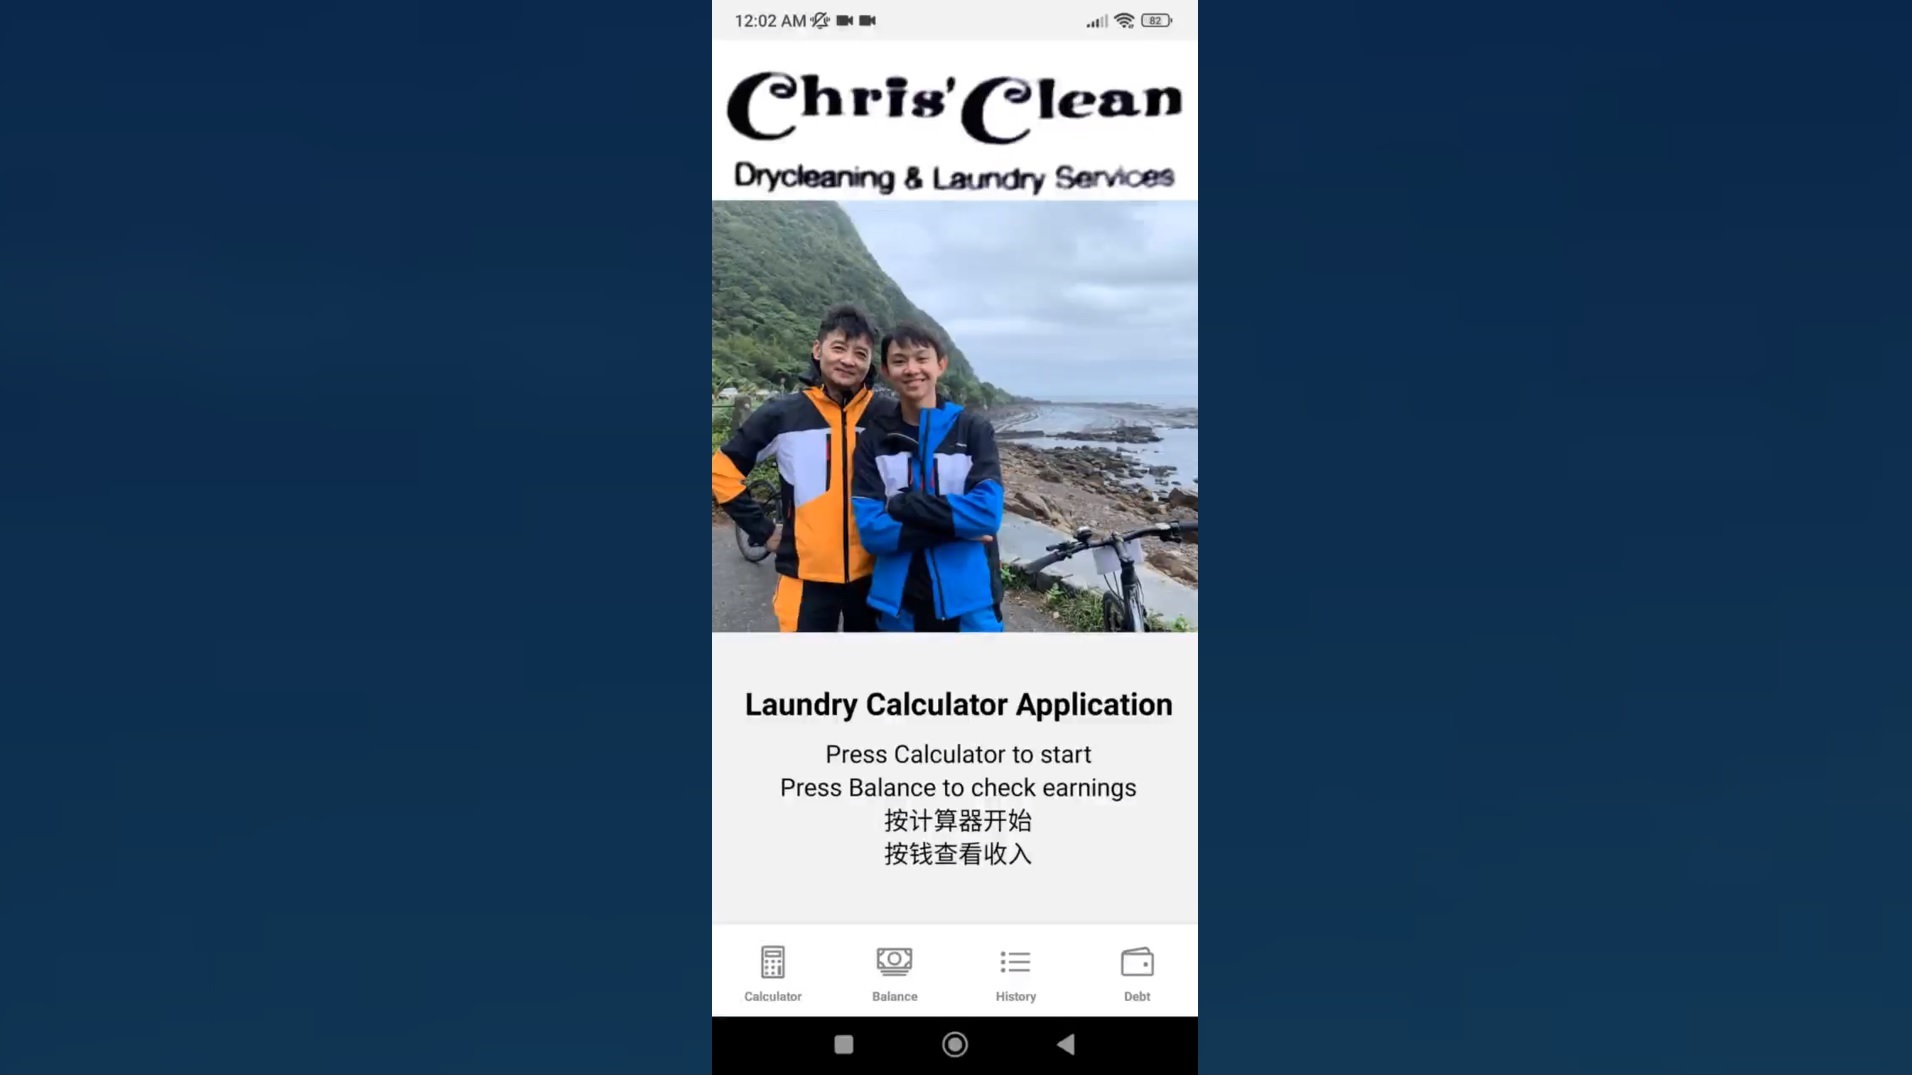 12:02 AM
82
Chris' Clean
Drycleaning & Laundry Services
Laundry Calculator Application
Press Calculator to start
Press Balance to check earnings
按计算器开始
按钱查看收入
Calculator
Balance
History
Debt